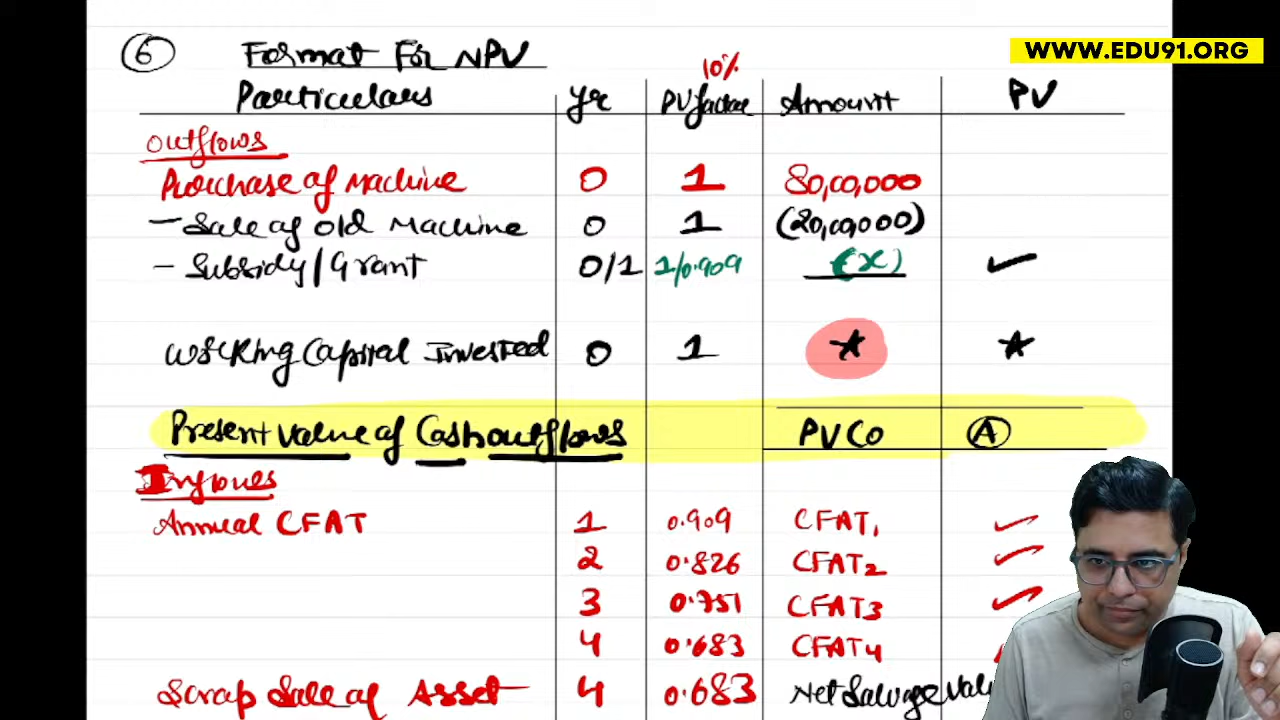 WWW.EDU91.ORG
6 Format For NPV
10%
Particulars Yr PV factor Amount PV
Outflows
Purchase of Machine 0 1 80,00,000
- Sale of Old Machine 0 1 (20,00,000)
- Subsidy/Grant 0/1 1/0.909 (x) ✓
Working Capital Invested 0 1 ★ ★
Present Value of Cash outflows PVCO A
Inflows
Annual CFAT 1 0.909 CFAT1 ✓
2 0.826 CFAT2 ✓
3 0.751 CFAT3 ✓
4 0.683 CFAT4
Scrap Sale of Asset 4 0.683 Net Salvage